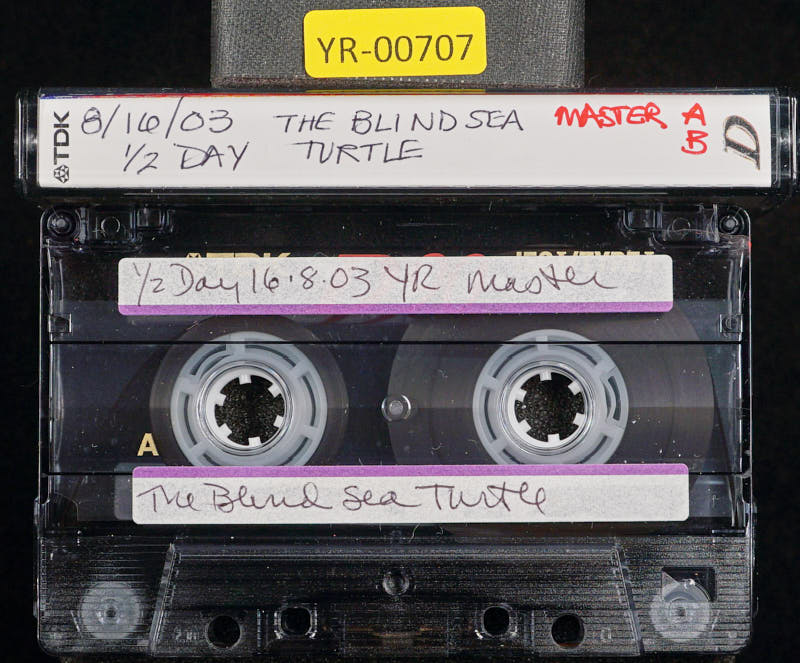 YR-00707
TDK
8/16/03 THE BLIND SEA MASTER A
1/2 DAY TURTLE B
D
½ Day 16·8·03 YR Master
A
The Blind Sea Turtle